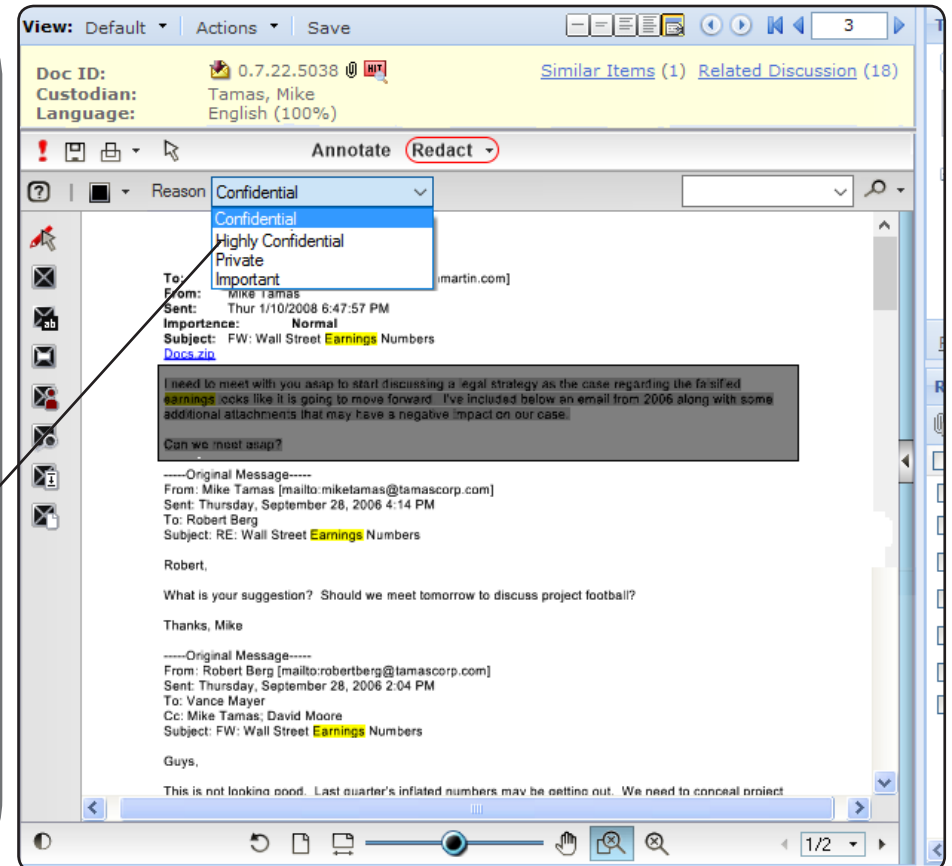 View: Default Actions Save 3
Doc ID: 0.7.22.5038 HIT Similar Items (1) Related Discussion (18)
Custodian: Tamas, Mike
Language: English (100%)
Annotate Redact
Reason Confidential
Confidential
Highly Confidential
Private
Important
To: martin.com]
From: Mike Tamas
Sent: Thur 1/10/2008 6:47:57 PM
Importance: Normal
Subject: FW: Wall Street Earnings Numbers
Docs.zip
I need to meet with you asap to start discussing a legal strategy as the case regarding the falsified
earnings looks like it is going to move forward. I've included below an email from 2006 along with some
additional attachments that may have a negative impact on our case.
Can we meet asap?
-----Original Message-----
From: Mike Tamas [mailto:miketamas@tamascorp.com]
Sent: Thursday, September 28, 2006 4:14 PM
To: Robert Berg
Subject: RE: Wall Street Earnings Numbers
Robert,
What is your suggestion? Should we meet tomorrow to discuss project football?
Thanks, Mike
-----Original Message-----
From: Robert Berg [mailto:robertberg@tamascorp.com]
Sent: Thursday, September 28, 2006 2:04 PM
To: Vance Mayer
Cc: Mike Tamas; David Moore
Subject: FW: Wall Street Earnings Numbers
Guys,
This is not looking good. Last quarter's inflated numbers may be getting out. We need to conceal project
1/2